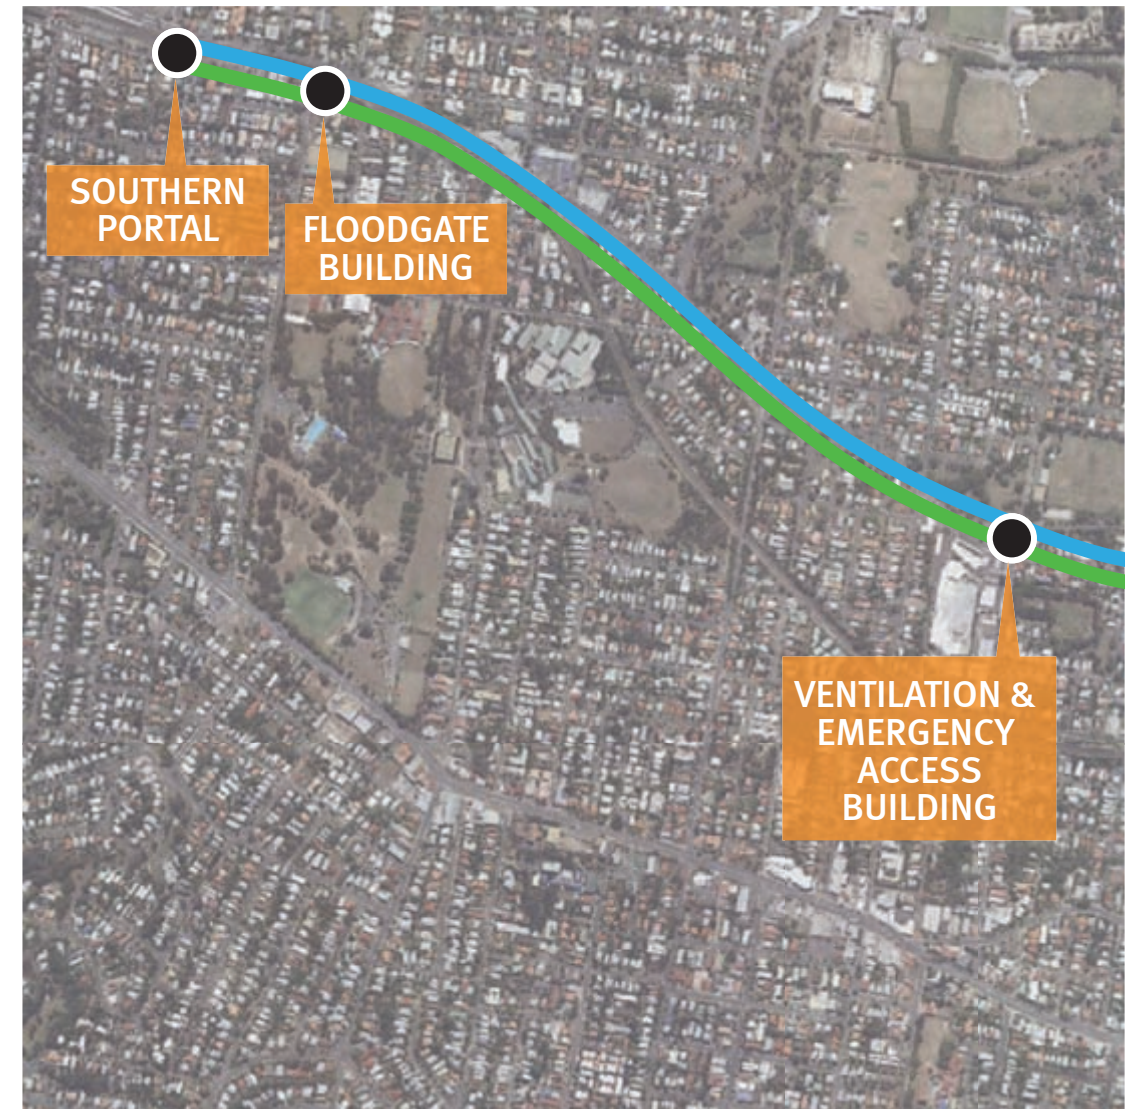 SOUTHERN
PORTAL
FLOODGATE
BUILDING
VENTILATION &
EMERGENCY
ACCESS
BUILDING